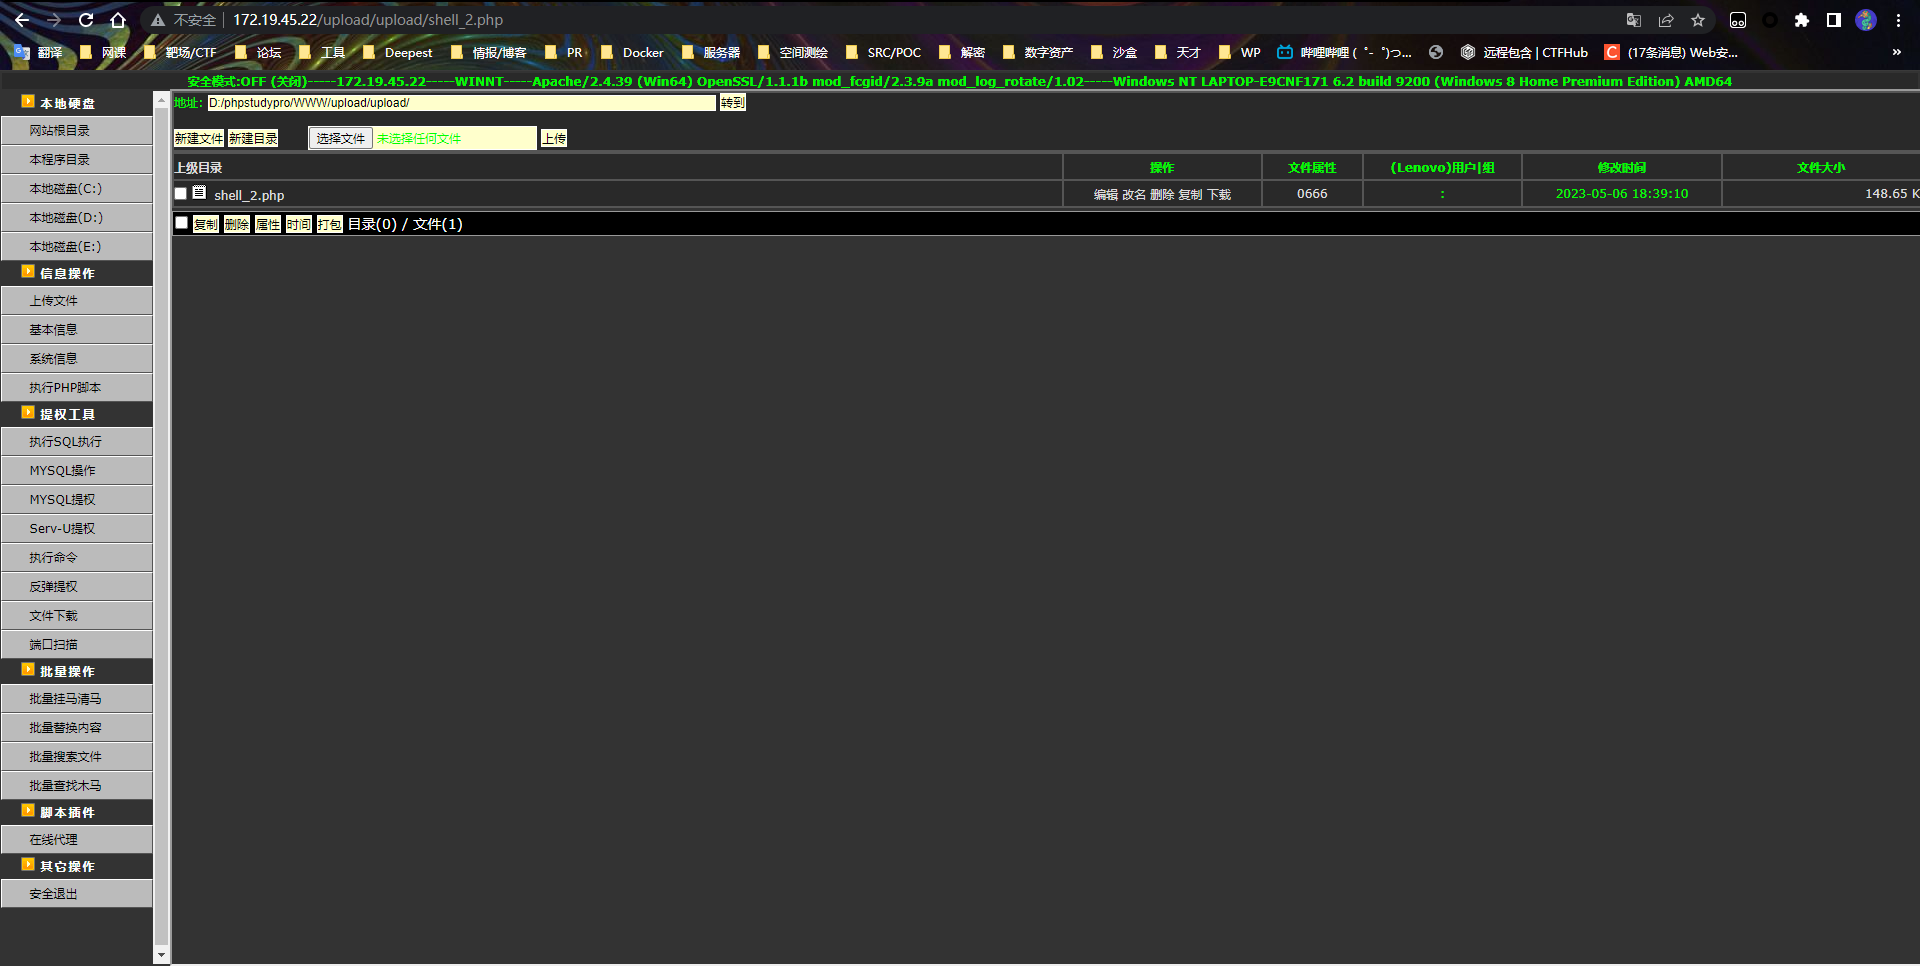 不安全 172.19.45.22/upload/upload/shell_2.php
翻译 网课 靶场/CTF 论坛 工具 Deepest 情报/博客 PR Docker 服务器 空间测绘 SRC/POC 解密 数字资产 沙盒 天才 WP 哔哩哔哩 ( ゜- ゜)つ... 远程包含 | CTFHub (17条消息) Web安... »
安全模式:OFF (关闭)-----172.19.45.22-----WINNT-----Apache/2.4.39 (Win64) OpenSSL/1.1.1b mod_fcgid/2.3.9a mod_log_rotate/1.02-----Windows NT LAPTOP-E9CNF171 6.2 build 9200 (Windows 8 Home Premium Edition) AMD64
本地硬盘
网站根目录
本程序目录
本地磁盘(C:)
本地磁盘(D:)
本地磁盘(E:)
信息操作
上传文件
基本信息
系统信息
执行PHP脚本
提权工具
执行SQL执行
MYSQL操作
MYSQL提权
Serv-U提权
执行命令
反弹提权
文件下载
端口扫描
批量操作
批量挂马清马
批量替换内容
批量搜索文件
批量查找木马
脚本插件
在线代理
其它操作
安全退出
地址: D:/phpstudypro/WWW/upload/upload/ 转到
新建文件 新建目录 选择文件 未选择任何文件 上传
上级目录 操作 文件属性 (Lenovo)用户|组 修改时间 文件大小
shell_2.php 编辑 改名 删除 复制 下载 0666 : 2023-05-06 18:39:10 148.65 K
复制 删除 属性 时间 打包 目录(0) / 文件(1)